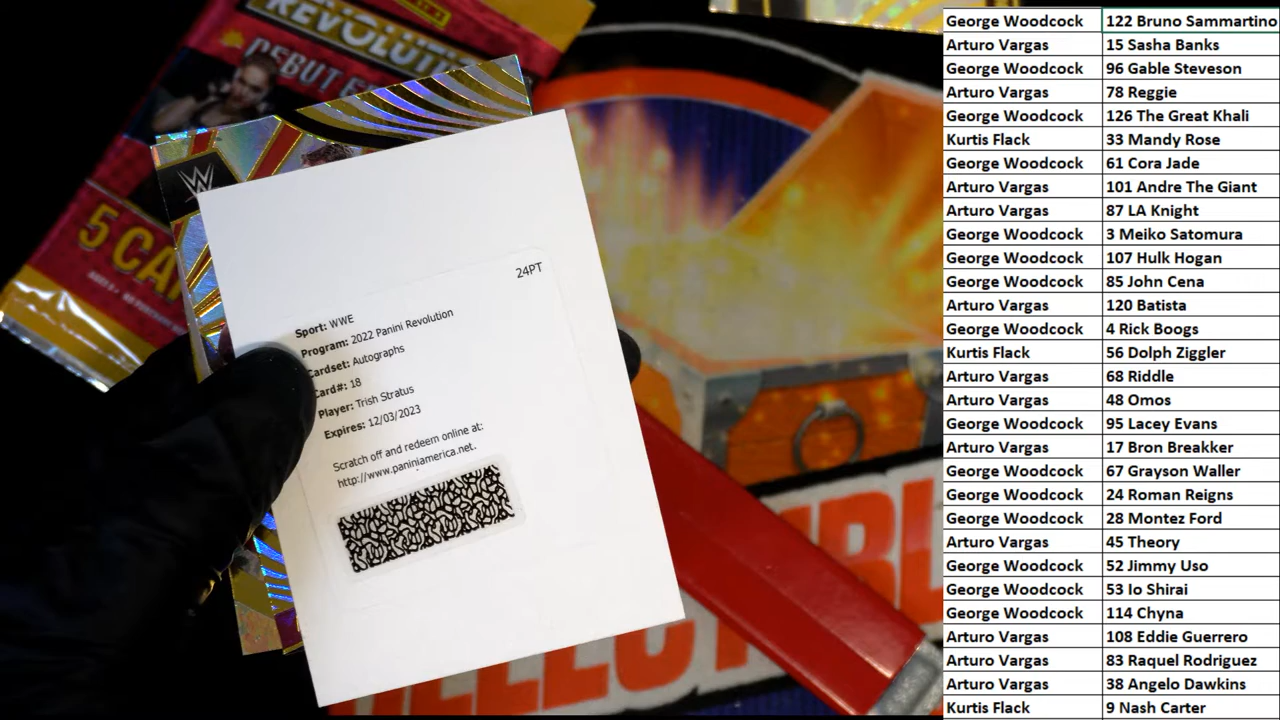 REVOLUTION
DEBUT
5 CA
W
24PT
Sport: WWE
Program: 2022 Panini Revolution
Cardset: Autographs
Card#: 18
Player: Trish Stratus
Expires: 12/03/2023
Scratch off and redeem online at:
http://www.paniniamerica.net.
George Woodcock 122 Bruno Sammartino
Arturo Vargas 15 Sasha Banks
George Woodcock 96 Gable Steveson
Arturo Vargas 78 Reggie
George Woodcock 126 The Great Khali
Kurtis Flack 33 Mandy Rose
George Woodcock 61 Cora Jade
Arturo Vargas 101 Andre The Giant
Arturo Vargas 87 LA Knight
George Woodcock 3 Meiko Satomura
George Woodcock 107 Hulk Hogan
George Woodcock 85 John Cena
Arturo Vargas 120 Batista
George Woodcock 4 Rick Boogs
Kurtis Flack 56 Dolph Ziggler
Arturo Vargas 68 Riddle
Arturo Vargas 48 Omos
George Woodcock 95 Lacey Evans
Arturo Vargas 17 Bron Breakker
George Woodcock 67 Grayson Waller
George Woodcock 24 Roman Reigns
George Woodcock 28 Montez Ford
Arturo Vargas 45 Theory
George Woodcock 52 Jimmy Uso
George Woodcock 53 Io Shirai
George Woodcock 114 Chyna
Arturo Vargas 108 Eddie Guerrero
Arturo Vargas 83 Raquel Rodriguez
Arturo Vargas 38 Angelo Dawkins
Kurtis Flack 9 Nash Carter